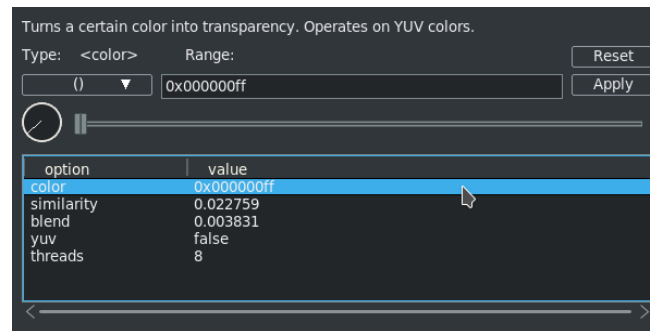 Turns a certain color into transparency. Operates on YUV colors.
Type: <color> Range: Reset
() ▼ 0x000000ff Apply
option value
color 0x000000ff
similarity 0.022759
blend 0.003831
yuv false
threads 8